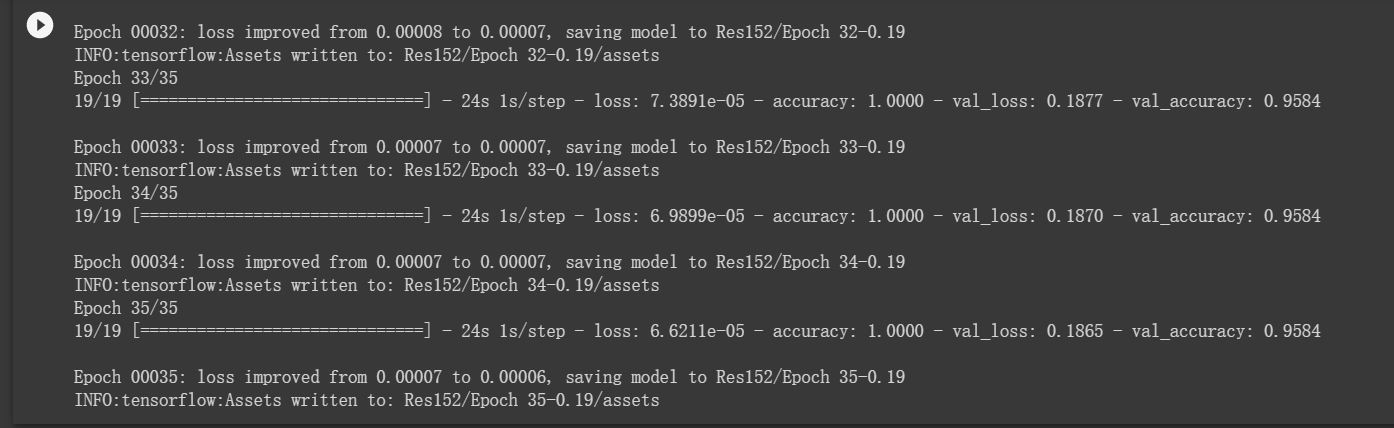 Epoch 00032: loss improved from 0.00008 to 0.00007, saving model to Res152/Epoch 32-0.19
INFO:tensorflow:Assets written to: Res152/Epoch 32-0.19/assets
Epoch 33/35
19/19 [==============================] - 24s 1s/step - loss: 7.3891e-05 - accuracy: 1.0000 - val_loss: 0.1877 - val_accuracy: 0.9584
Epoch 00033: loss improved from 0.00007 to 0.00007, saving model to Res152/Epoch 33-0.19
INFO:tensorflow:Assets written to: Res152/Epoch 33-0.19/assets
Epoch 34/35
19/19 [==============================] - 24s 1s/step - loss: 6.9899e-05 - accuracy: 1.0000 - val_loss: 0.1870 - val_accuracy: 0.9584
Epoch 00034: loss improved from 0.00007 to 0.00007, saving model to Res152/Epoch 34-0.19
INFO:tensorflow:Assets written to: Res152/Epoch 34-0.19/assets
Epoch 35/35
19/19 [==============================] - 24s 1s/step - loss: 6.6211e-05 - accuracy: 1.0000 - val_loss: 0.1865 - val_accuracy: 0.9584
Epoch 00035: loss improved from 0.00007 to 0.00006, saving model to Res152/Epoch 35-0.19
INFO:tensorflow:Assets written to: Res152/Epoch 35-0.19/assets